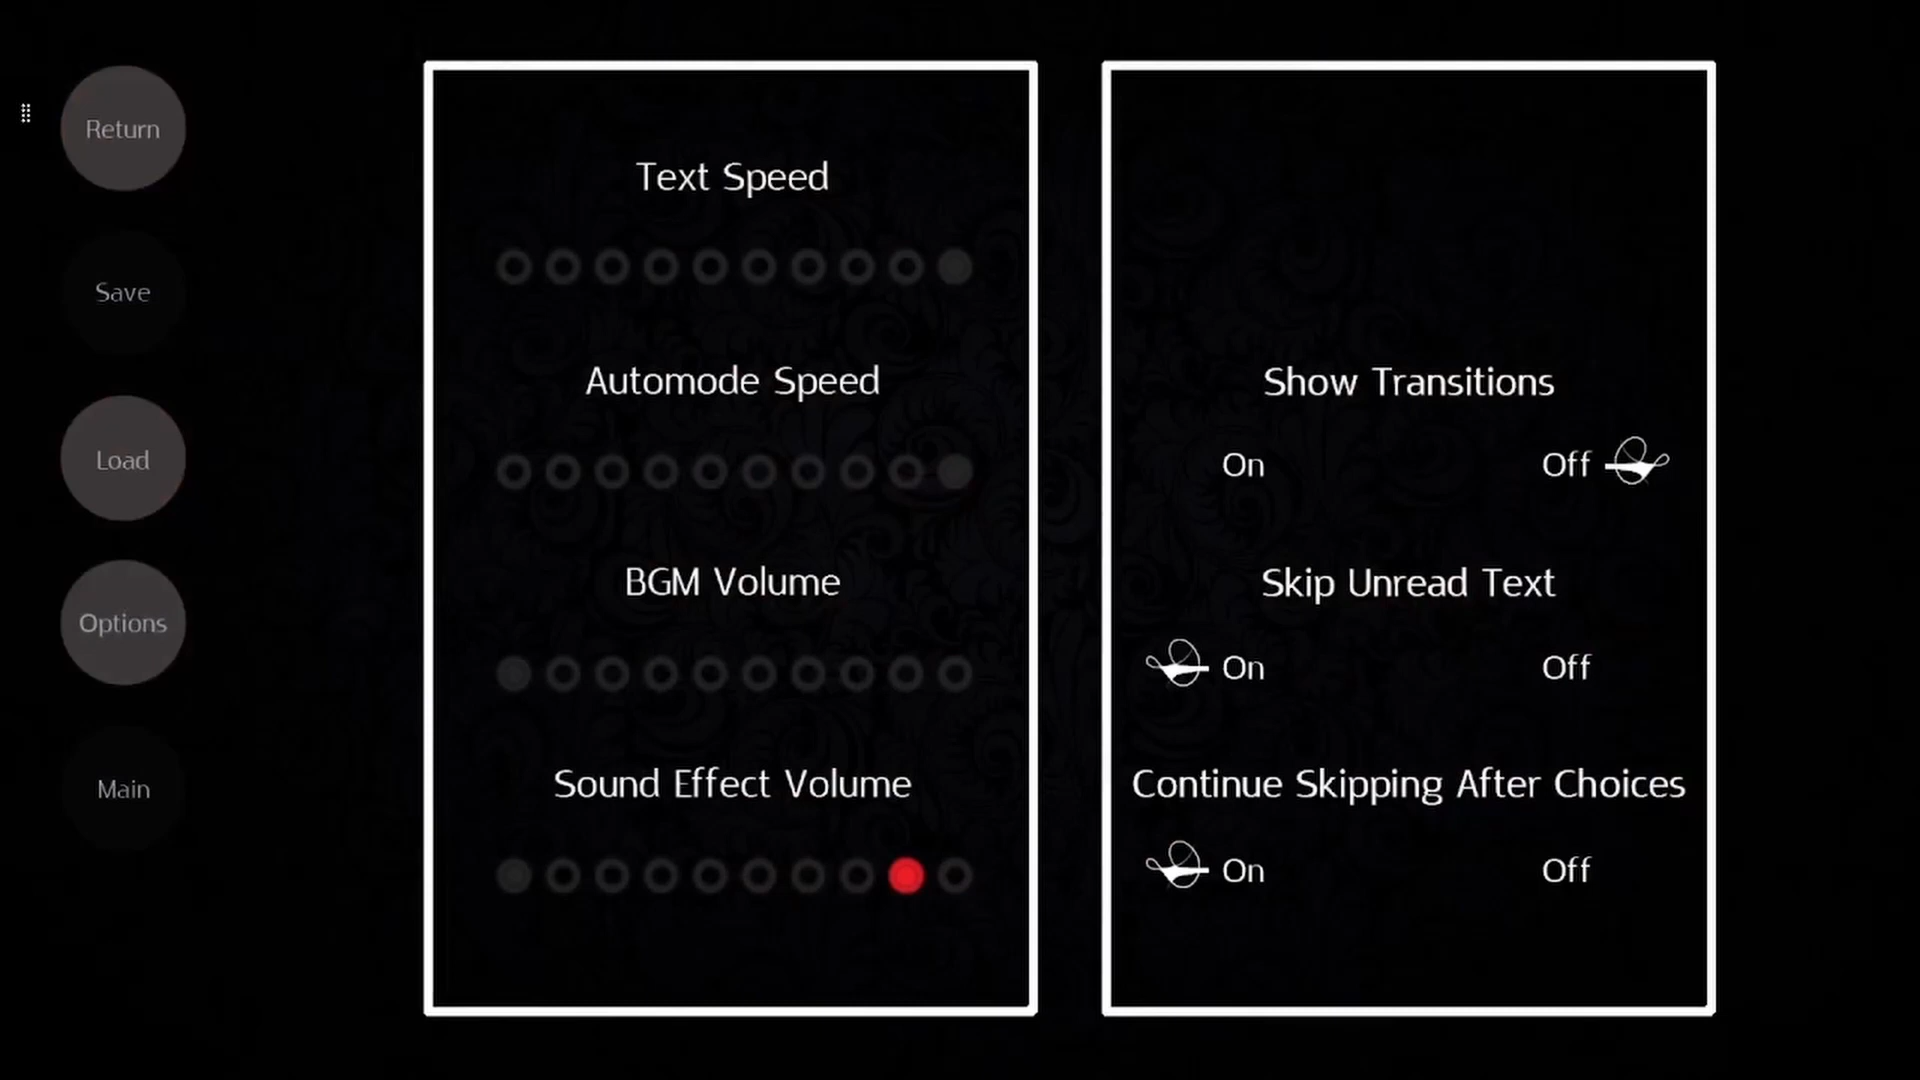 Return
Save
Load
Options
Main
Text Speed
Automode Speed
BGM Volume
Sound Effect Volume
Show Transitions
On Off
Skip Unread Text
On Off
Continue Skipping After Choices
On Off